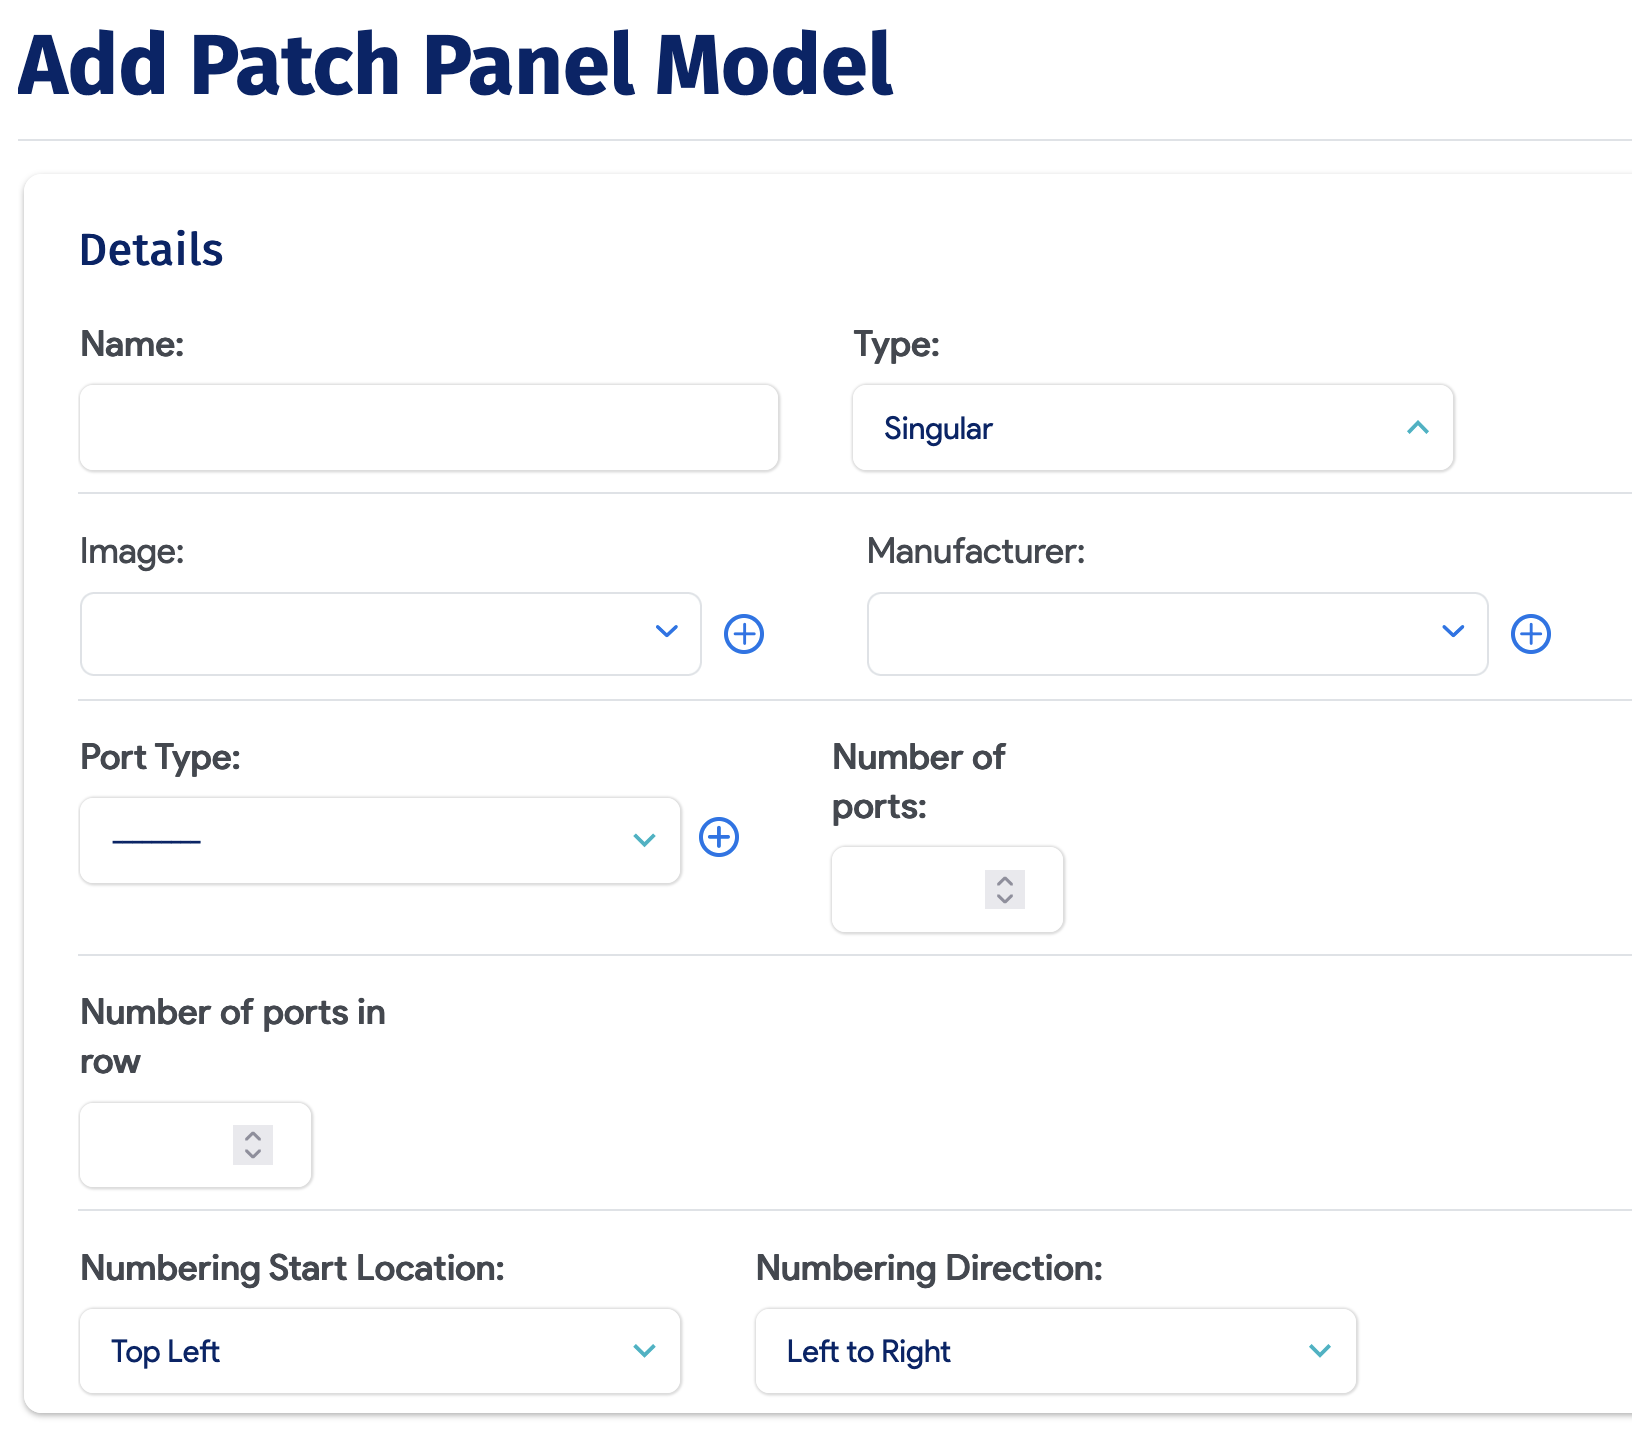 Add Patch Panel Model
Details
Name:
Type:
Singular
Image:
Manufacturer:
Port Type:
Number of
ports:
---------
Number of ports in
row
Numbering Start Location:
Numbering Direction:
Top Left
Left to Right